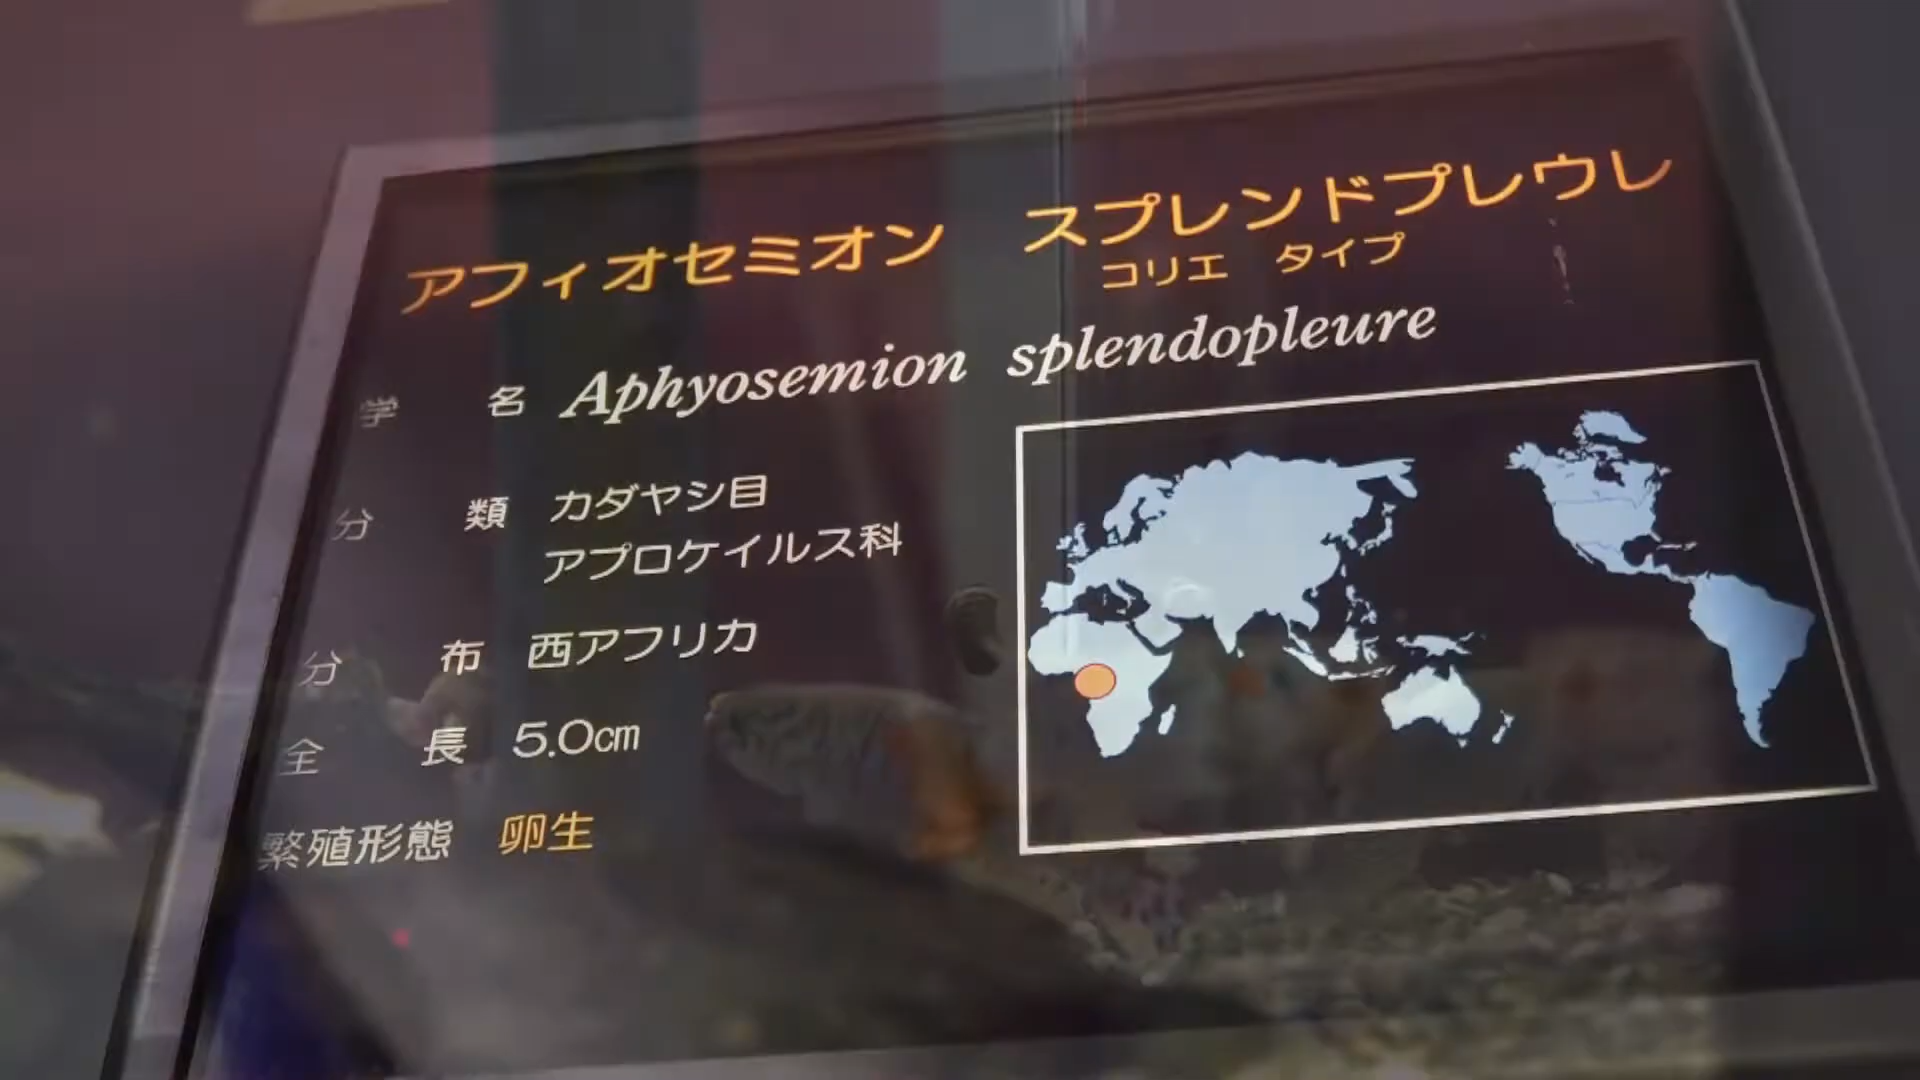 アフィオセミオン スプレンドプレウレ
コリエ タイプ
学 名 Aphyosemion splendopleure
分 類 カダヤシ目
アプロケイルス科
分 布 西アフリカ
全 長 5.0cm
繁殖形態 卵生